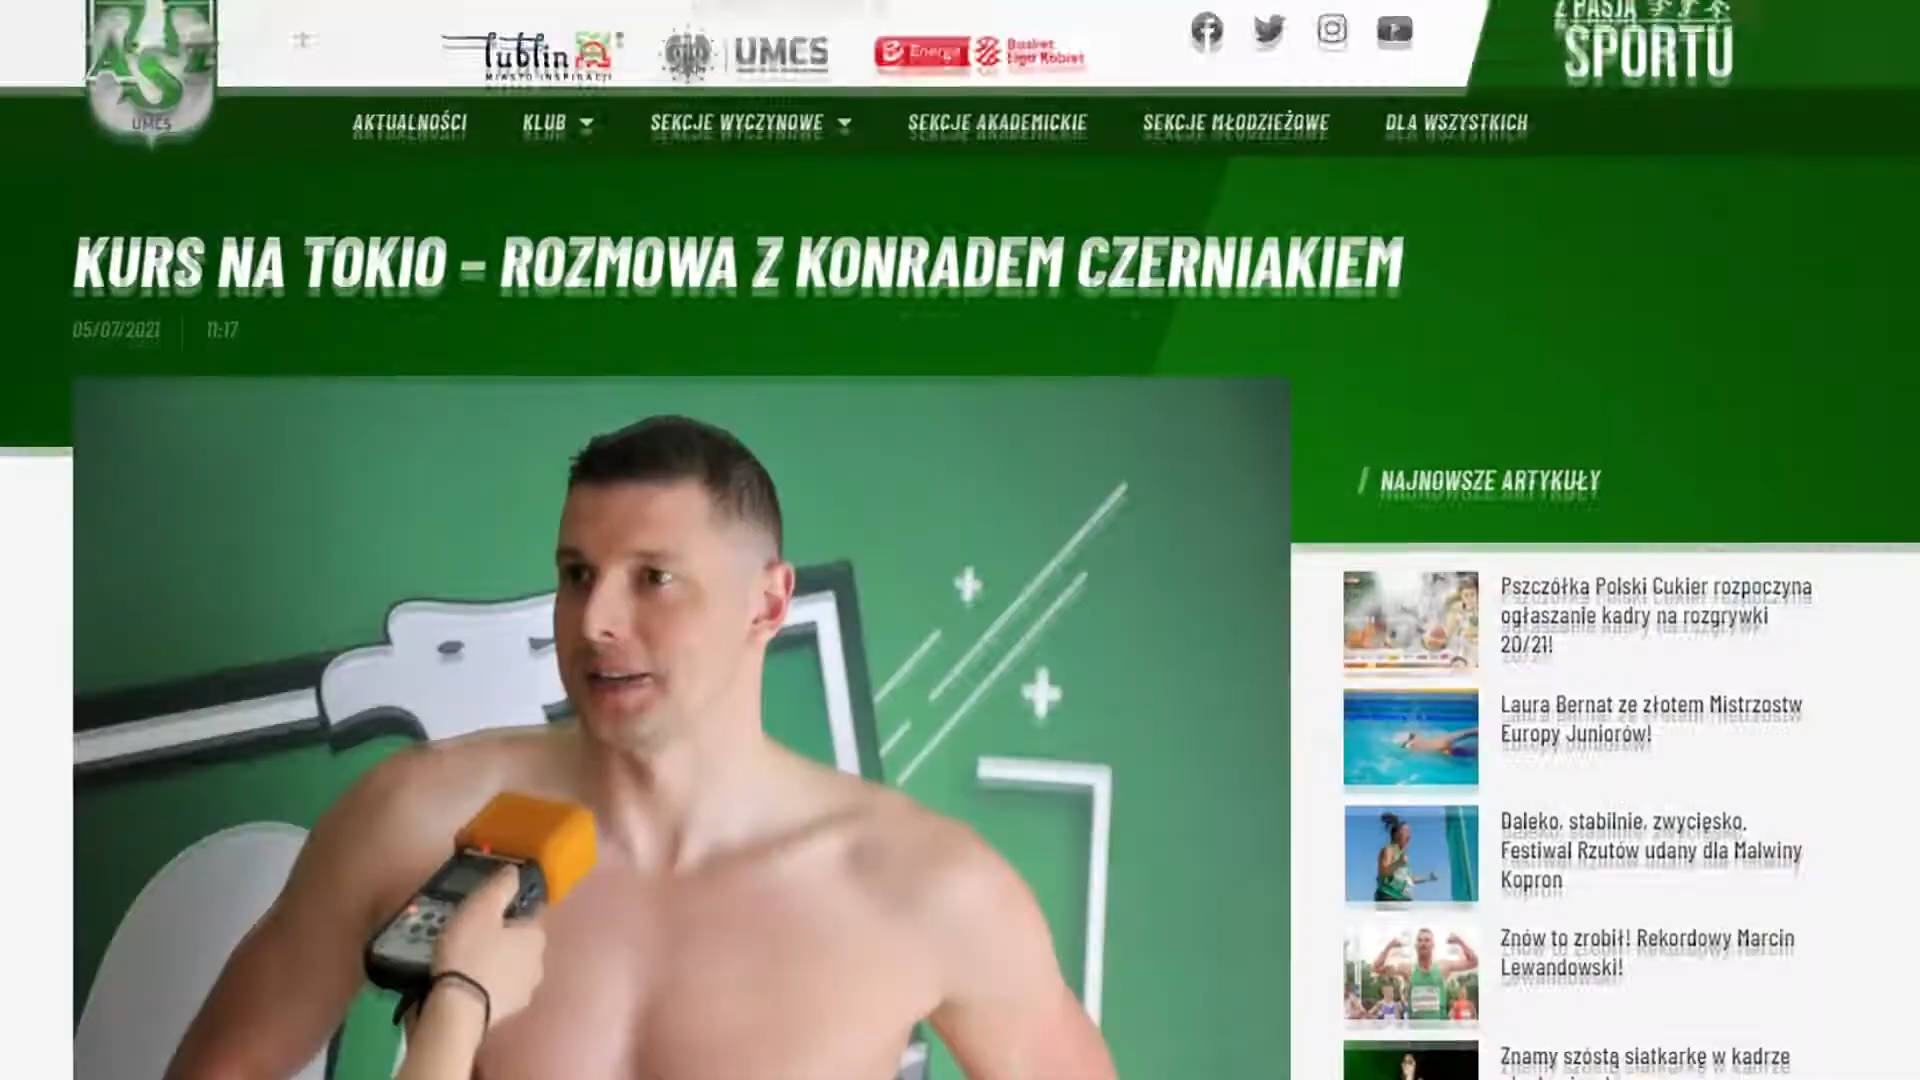 AZS
UMCS
lublin
MIASTO INSPIRACJI
UMCS
Energa
Basket
Liga Kobiet
Z PASJĄ
SPORTU
AKTUALNOŚCI
KLUB
SEKCJE WYCZYNOWE
SEKCJE AKADEMICKIE
SEKCJE MŁODZIEŻOWE
DLA WSZYSTKICH
KURS NA TOKIO – ROZMOWA Z KONRADEM CZERNIAKIEM
05/07/2021
11:17
/ NAJNOWSZE ARTYKUŁY
Pszczółka Polski Cukier rozpoczyna
ogłaszanie kadry na rozgrywki
20/21!
Laura Bernat ze złotem Mistrzostw
Europy Juniorów!
Daleko, stabilnie, zwycięsko.
Festiwal Rzutów udany dla Malwiny
Kopron
Znów to zrobił! Rekordowy Marcin
Lewandowski!
Znamy szóstą siatkarkę w kadrze